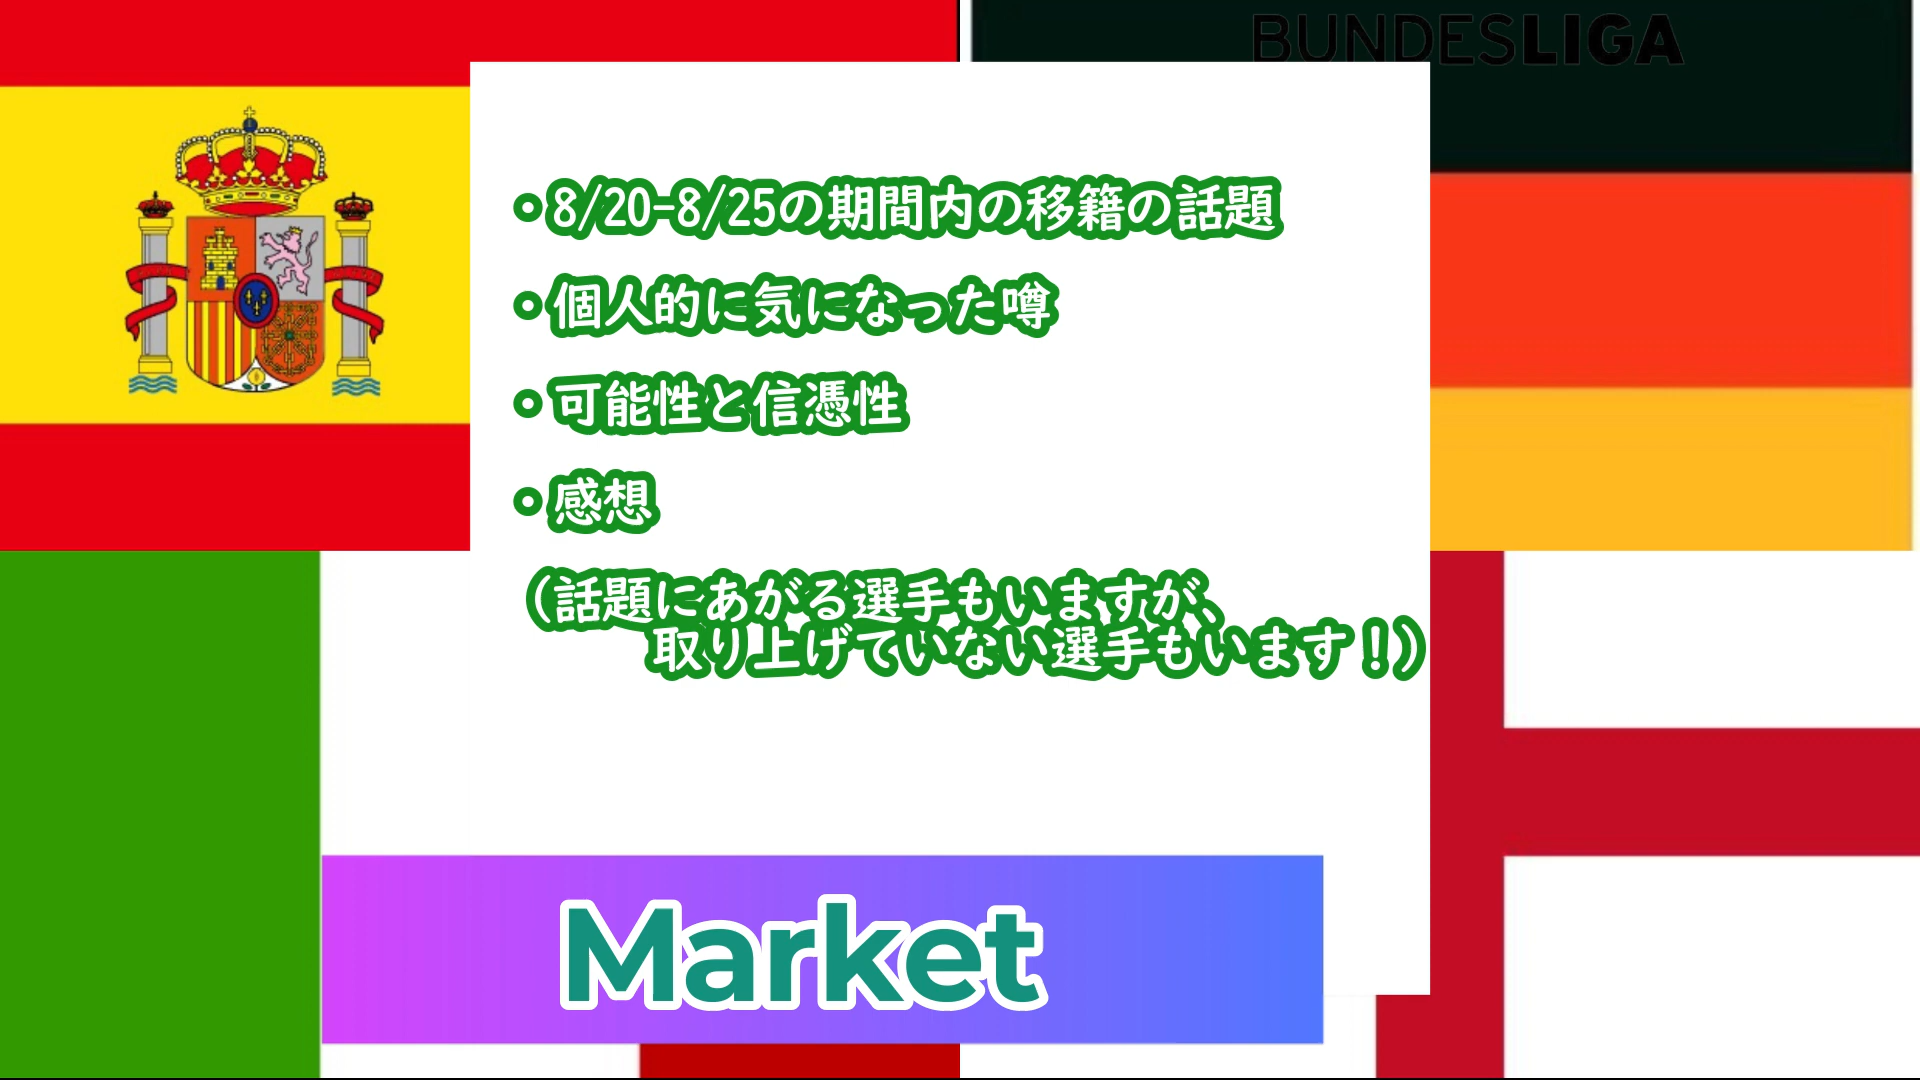 BUNDESLIGA
•8/20-8/25の期間内の移籍の話題
•個人的に気になった噂
•可能性と信憑性
•感想
（話題にあがる選手もいますが、
取り上げていない選手もいます！）
Market